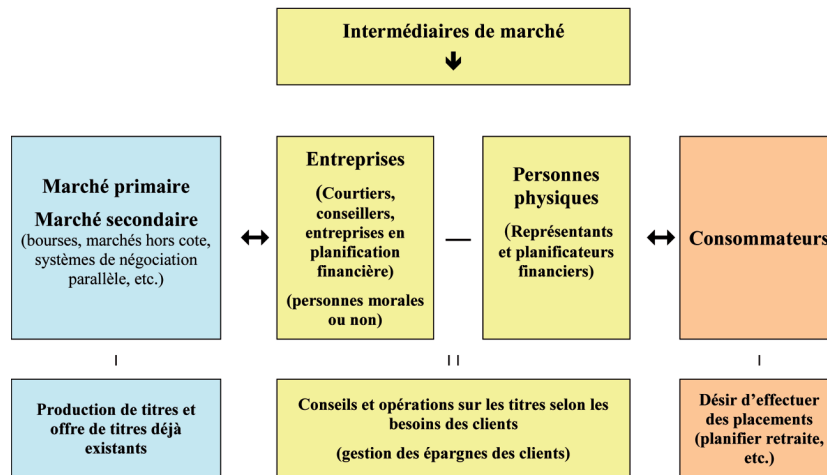 Intermédiaires de marché
Marché primaire
Marché secondaire
(bourses, marchés hors cote,
systèmes de négociation
parallèle, etc.)
Entreprises
(Courtiers,
conseillers,
entreprises en
planification
financière)
(personnes morales
ou non)
Personnes
physiques
(Représentants
et planificateurs
financiers)
Consommateurs
Production de titres et
offre de titres déjà
existants
Conseils et opérations sur les titres selon les
besoins des clients
(gestion des épargnes des clients)
Désir d’effectuer
des placements
(planifier retraite,
etc.)